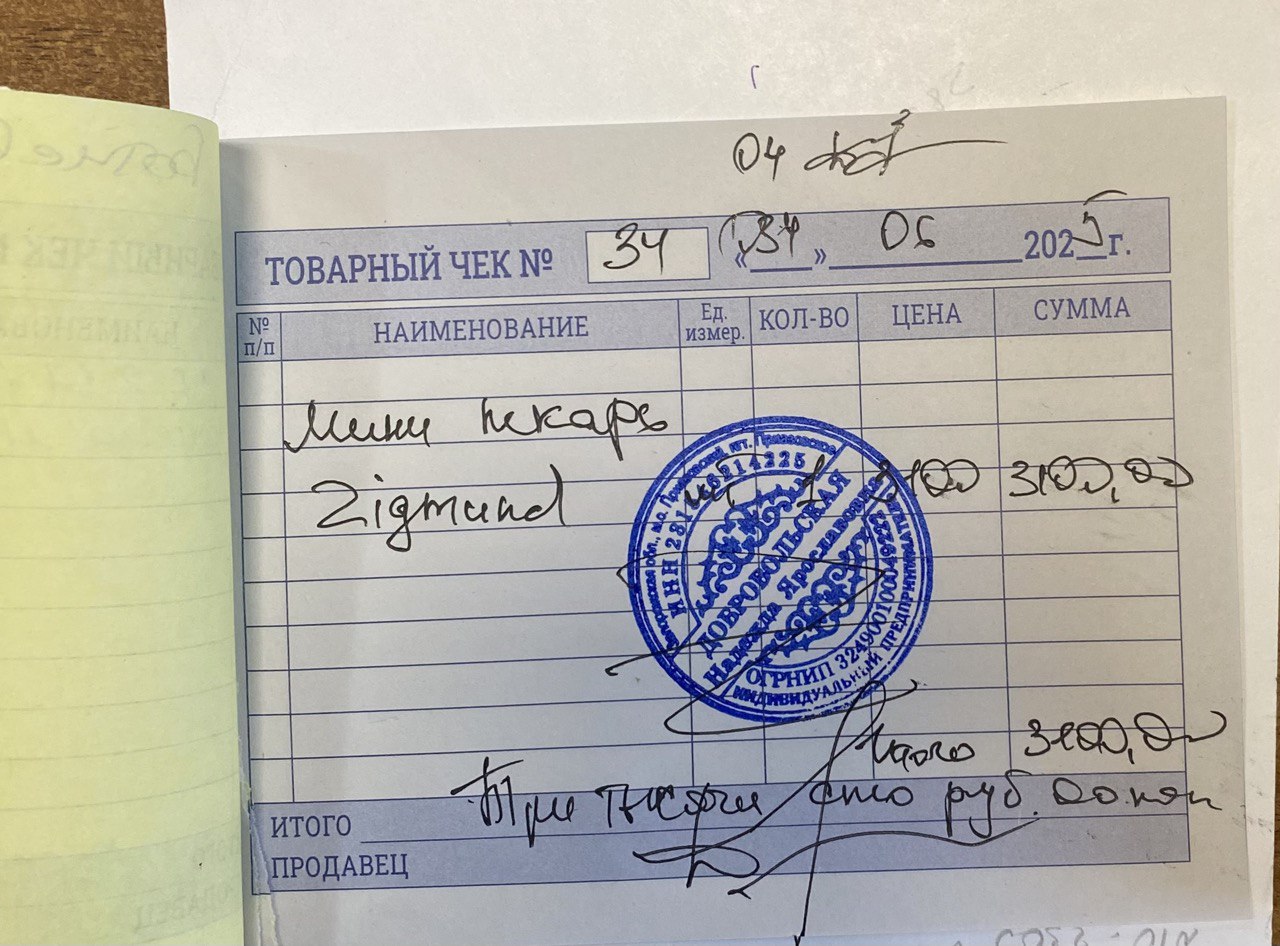 04
ТОВАРНЫЙ ЧЕК № 34 « » 06 2025 г.
№ п/п НАИМЕНОВАНИЕ Ед. измер. КОЛ-ВО ЦЕНА СУММА
Мини пекарь
Zigmund шт 1 3100 3100,00
ДОБРОВОЛЬСКАЯ
Надежда Ярославовна
ОГРНИП
ИНДИВИДУАЛЬНЫЙ ПРЕДПРИНИМАТЕЛЬ
Итого 3100,00
Три тысячи сто руб. 00 коп
ИТОГО
ПРОДАВЕЦ